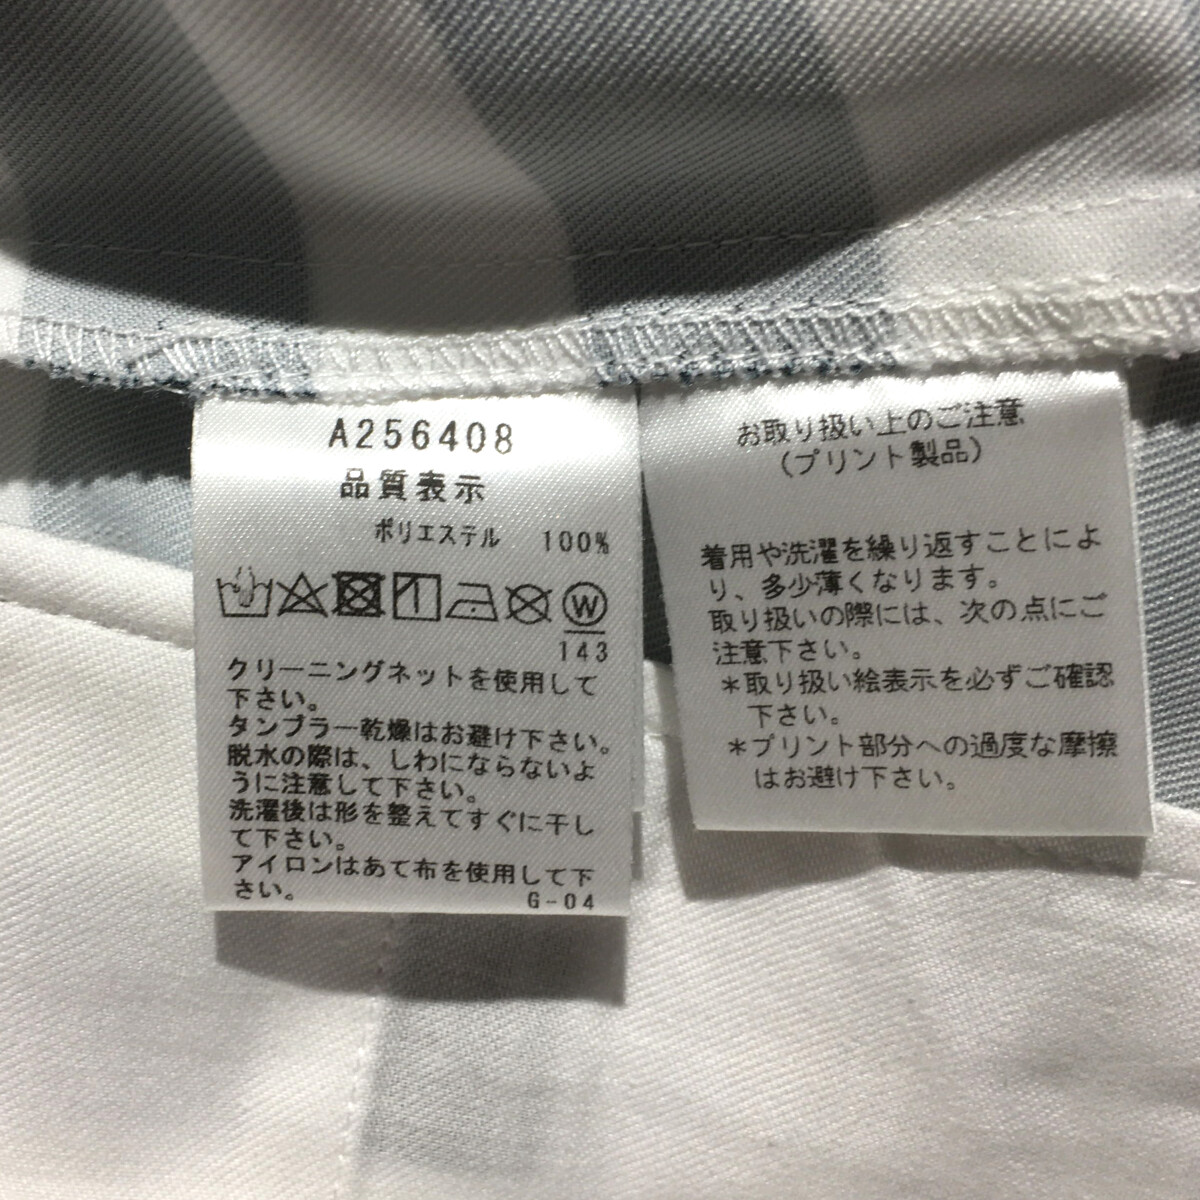 A256408
品質表示
ポリエステル 100%
W
143
クリーニングネットを使用して
下さい。
タンブラー乾燥はお避け下さい。
脱水の際は、しわにならないよ
うに注意して下さい。
洗濯後は形を整えてすぐに干し
て下さい。
アイロンはあて布を使用して下
さい。
G-04
お取り扱い上のご注意
(プリント製品)
着用や洗濯を繰り返すことによ
り、多少薄くなります。
取り扱いの際には、次の点にご
注意下さい。
*取り扱い絵表示を必ずご確認
下さい。
*プリント部分への過度な摩擦
はお避け下さい。